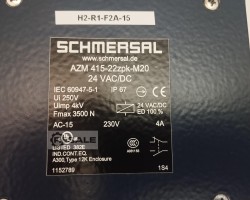 H2-R1-F2A-15
SCHMERSAL
www.schmersal.de
AZM 415-22zpk-M20
24 VAC/DC
IEC 60947-5-1 IP 67
Ui 250V
Uimp 4kV
Fmax 3500 N
24 VAC/DC
ED 100 %
AC-15 230V 4A
LISTED 362E
IND.CONT.EQ.
A300,Type 12K Enclosure
1152789
1S4